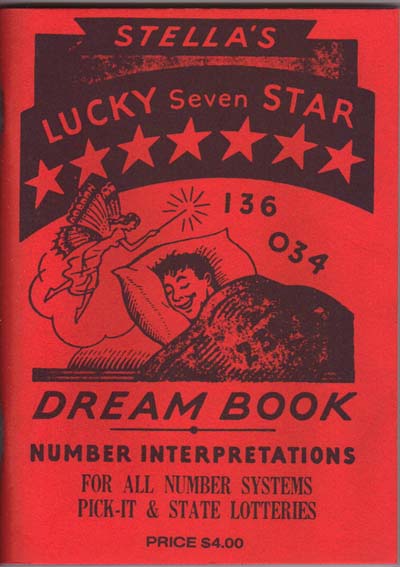 STELLA'S
LUCKY Seven STAR
136
034
DREAM BOOK
NUMBER INTERPRETATIONS
FOR ALL NUMBER SYSTEMS
PICK-IT & STATE LOTTERIES
PRICE $4.00